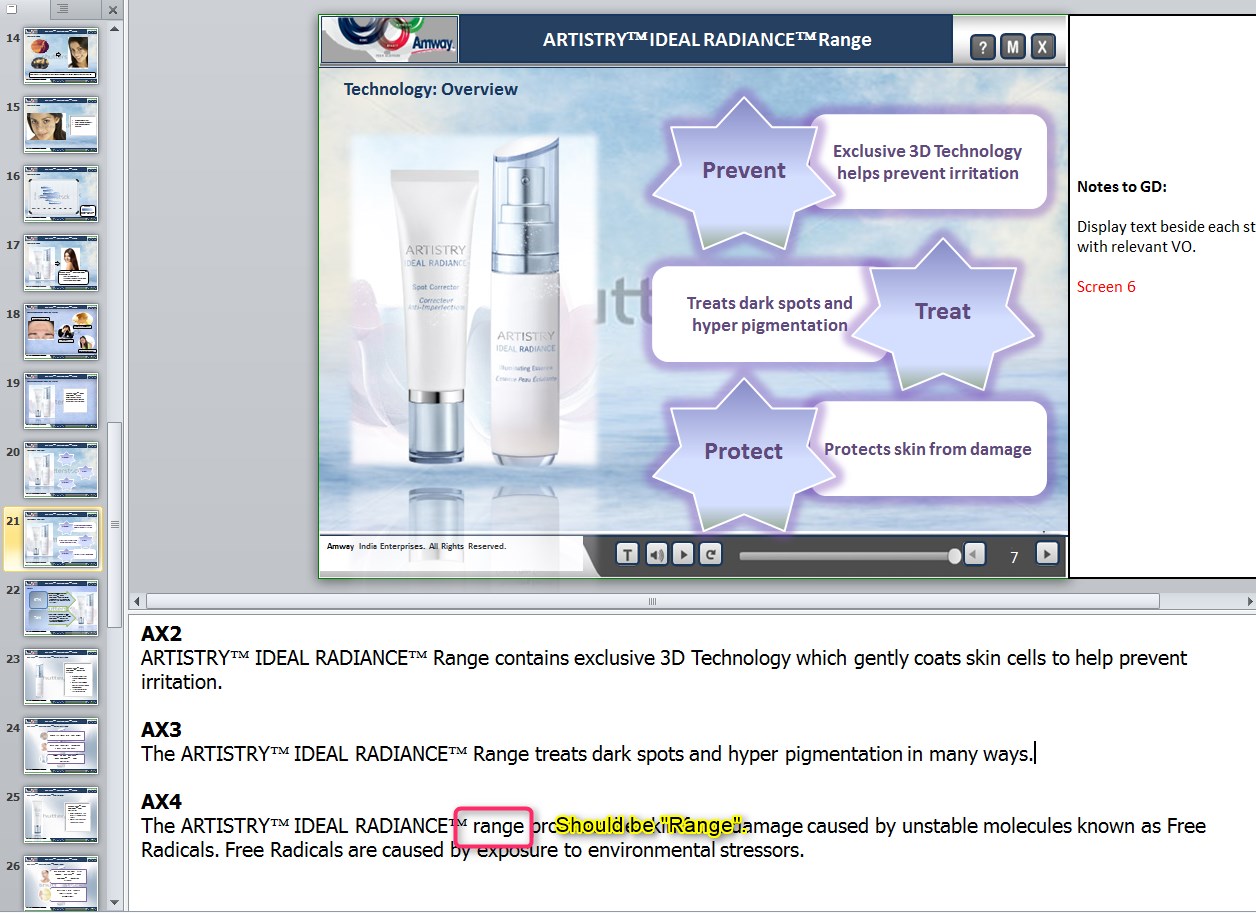 Amway.
ARTISTRY™ IDEAL RADIANCE™ Range
? M X
Technology: Overview
Prevent
Exclusive 3D Technology
helps prevent irritation
Treats dark spots and
hyper pigmentation
Treat
Protect
Protects skin from damage
ARTISTRY
IDEAL RADIANCE
Spot Corrector
Correcteur
Anti-Imperfections
ARTISTRY
IDEAL RADIANCE
Illuminating Essence
Amway India Enterprises. All Rights Reserved.
T
7
Notes to GD:
Display text beside each st
with relevant VO.
Screen 6
14
15
16
17
18
19
20
21
22
23
24
25
26
AX2
ARTISTRY™ IDEAL RADIANCE™ Range contains exclusive 3D Technology which gently coats skin cells to help prevent
irritation.
AX3
The ARTISTRY™ IDEAL RADIANCE™ Range treats dark spots and hyper pigmentation in many ways.
AX4
The ARTISTRY™ IDEAL RADIANCE™ range Should be "Range". damage caused by unstable molecules known as Free
Radicals. Free Radicals are caused by exposure to environmental stressors.